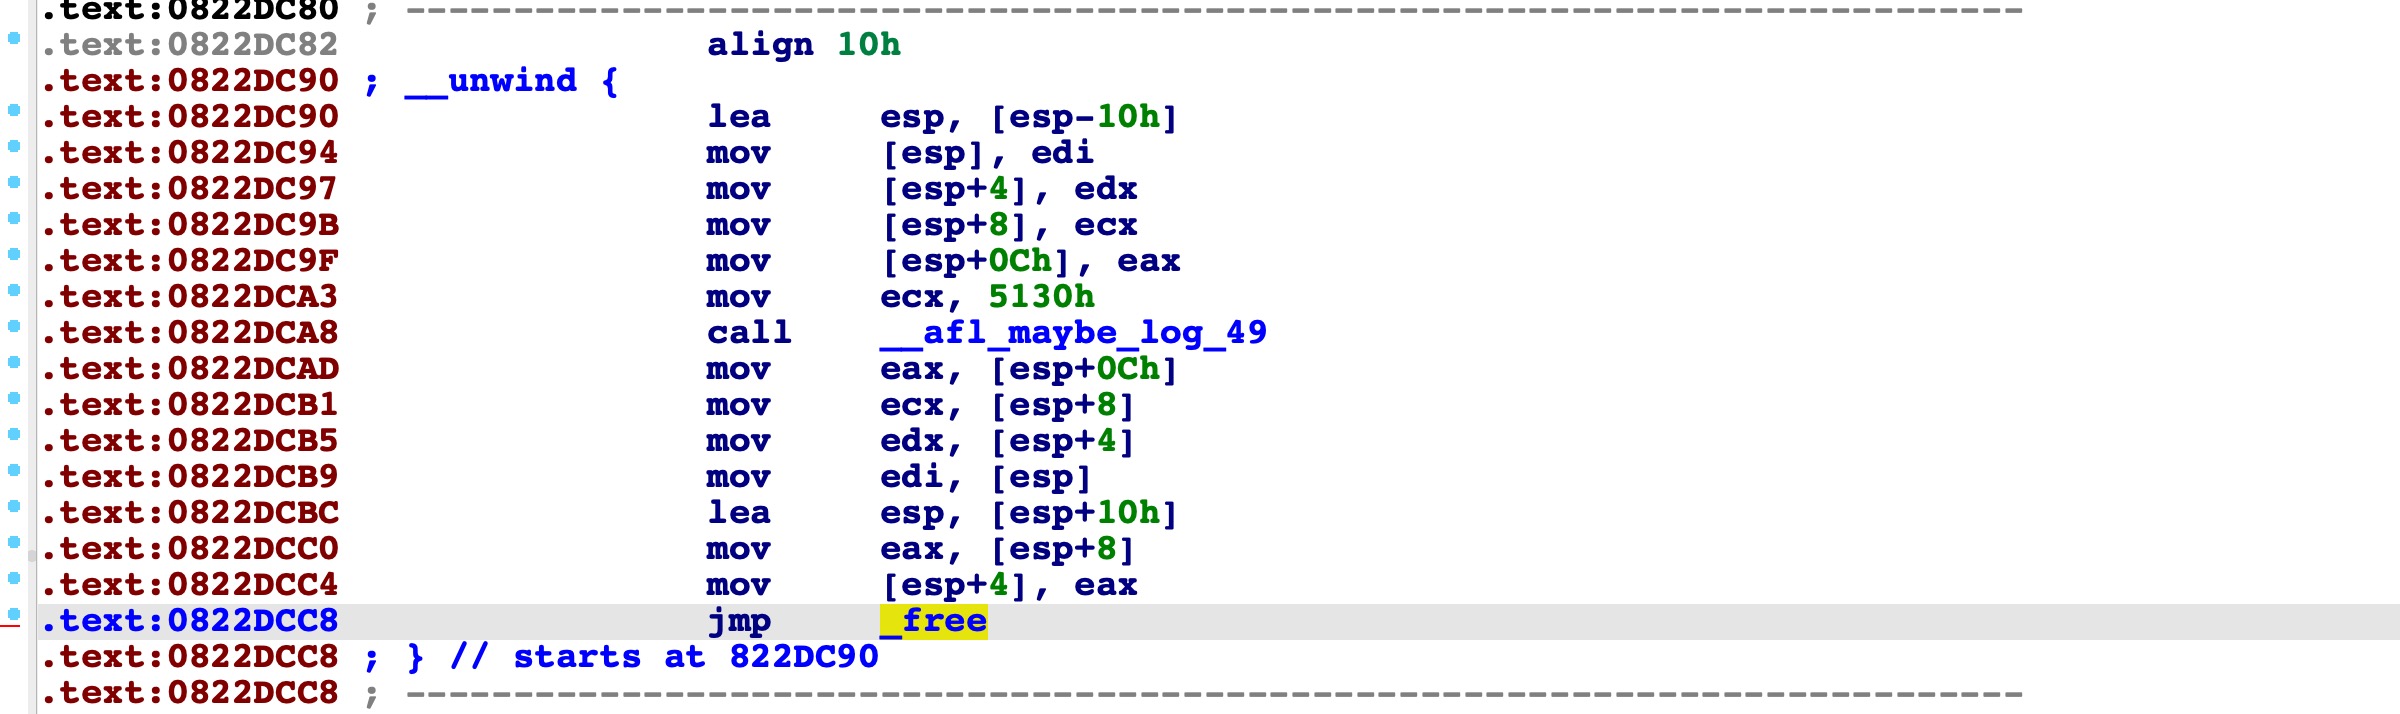 .text:0822DC80 ; ---------------------------------------------------------------------------
.text:0822DC82 align 10h
.text:0822DC90 ; __unwind {
.text:0822DC90 lea esp, [esp-10h]
.text:0822DC94 mov [esp], edi
.text:0822DC97 mov [esp+4], edx
.text:0822DC9B mov [esp+8], ecx
.text:0822DC9F mov [esp+0Ch], eax
.text:0822DCA3 mov ecx, 5130h
.text:0822DCA8 call __afl_maybe_log_49
.text:0822DCAD mov eax, [esp+0Ch]
.text:0822DCB1 mov ecx, [esp+8]
.text:0822DCB5 mov edx, [esp+4]
.text:0822DCB9 mov edi, [esp]
.text:0822DCBC lea esp, [esp+10h]
.text:0822DCC0 mov eax, [esp+8]
.text:0822DCC4 mov [esp+4], eax
.text:0822DCC8 jmp _free
.text:0822DCC8 ; } // starts at 822DC90
.text:0822DCC8 ; ---------------------------------------------------------------------------